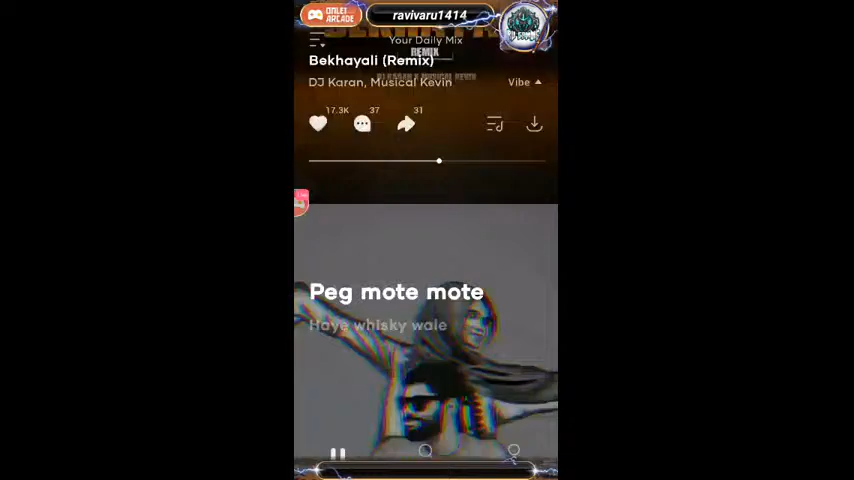 OMLET
ARCADE
ravivaru1414
Your Daily Mix
REMIX
Bekhayali (Remix)
DJ Karan, Musical Kevin
Vibe
17.3K
37
31
Peg mote mote
Haye whisky wale